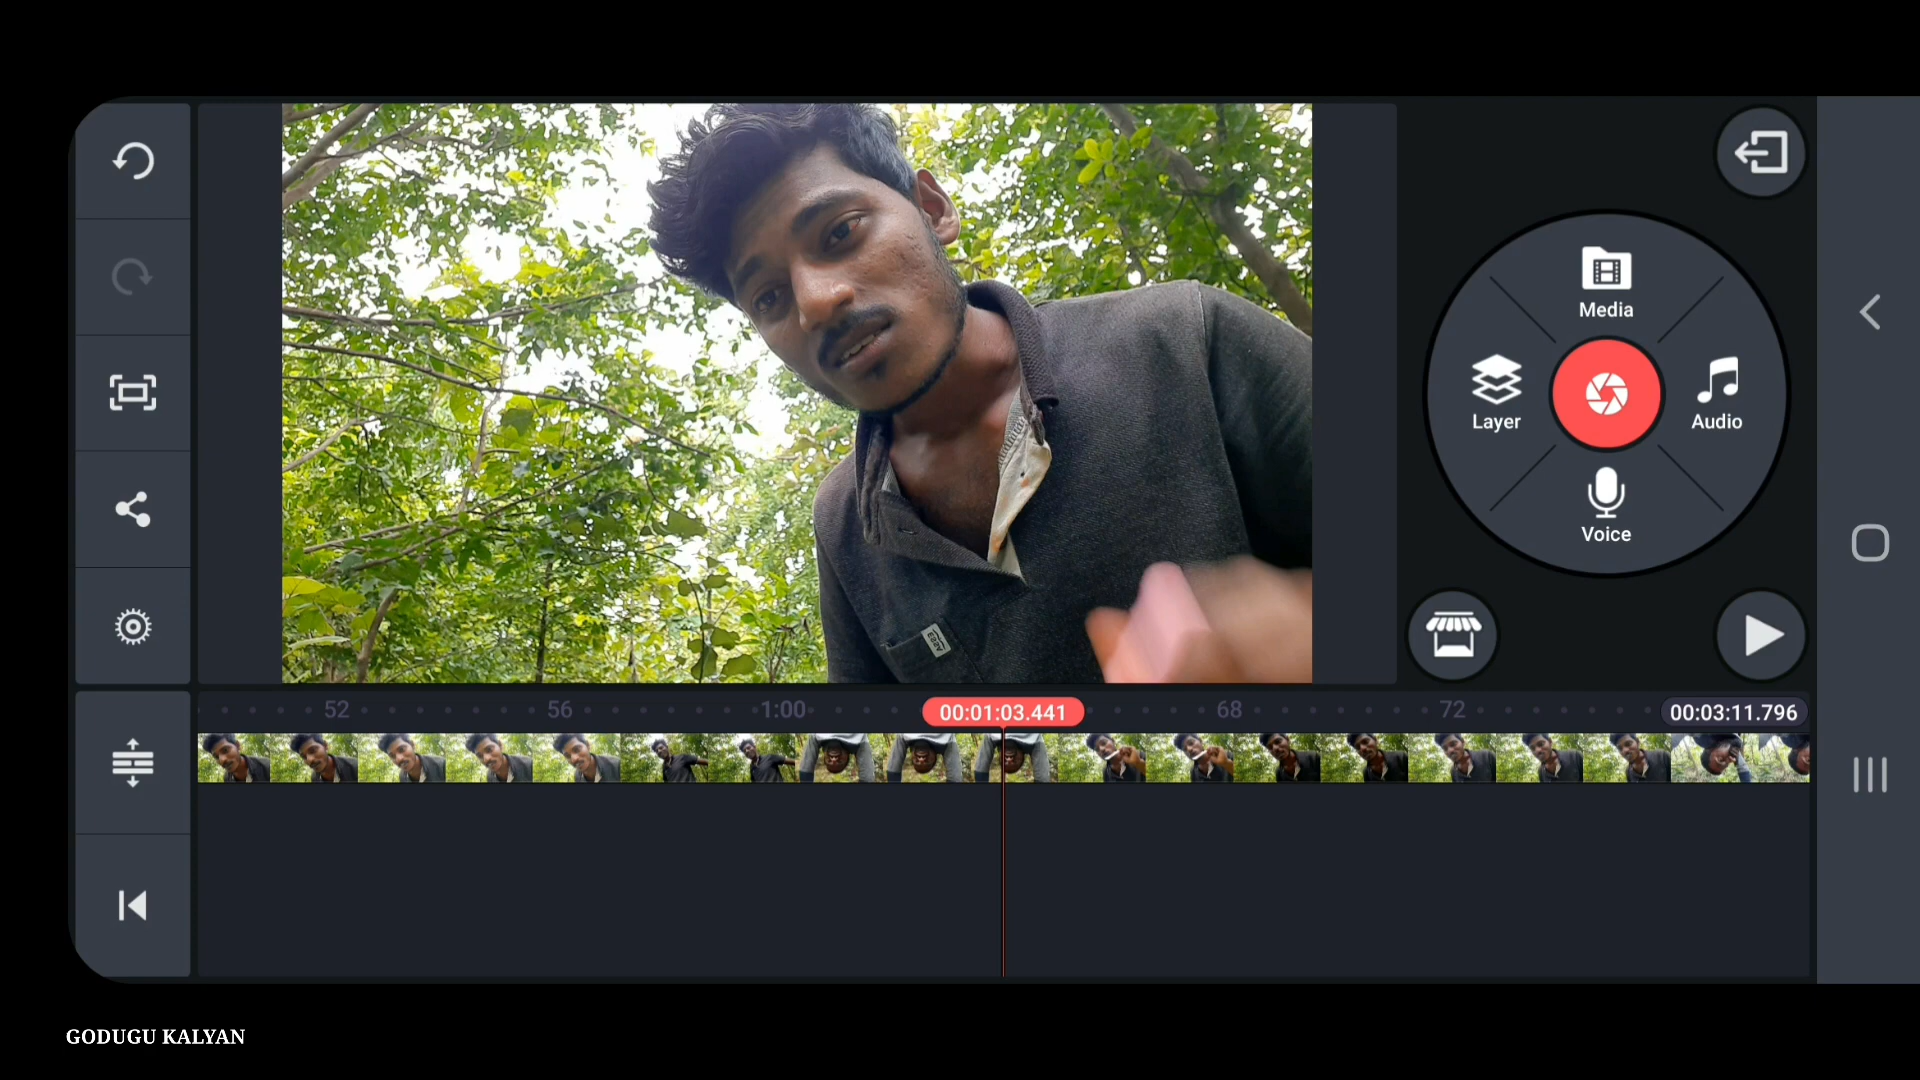 Media
Layer
Audio
Voice
52 56 1:00 00:01:03.441 68 72 00:03:11.796
GODUGU KALYAN